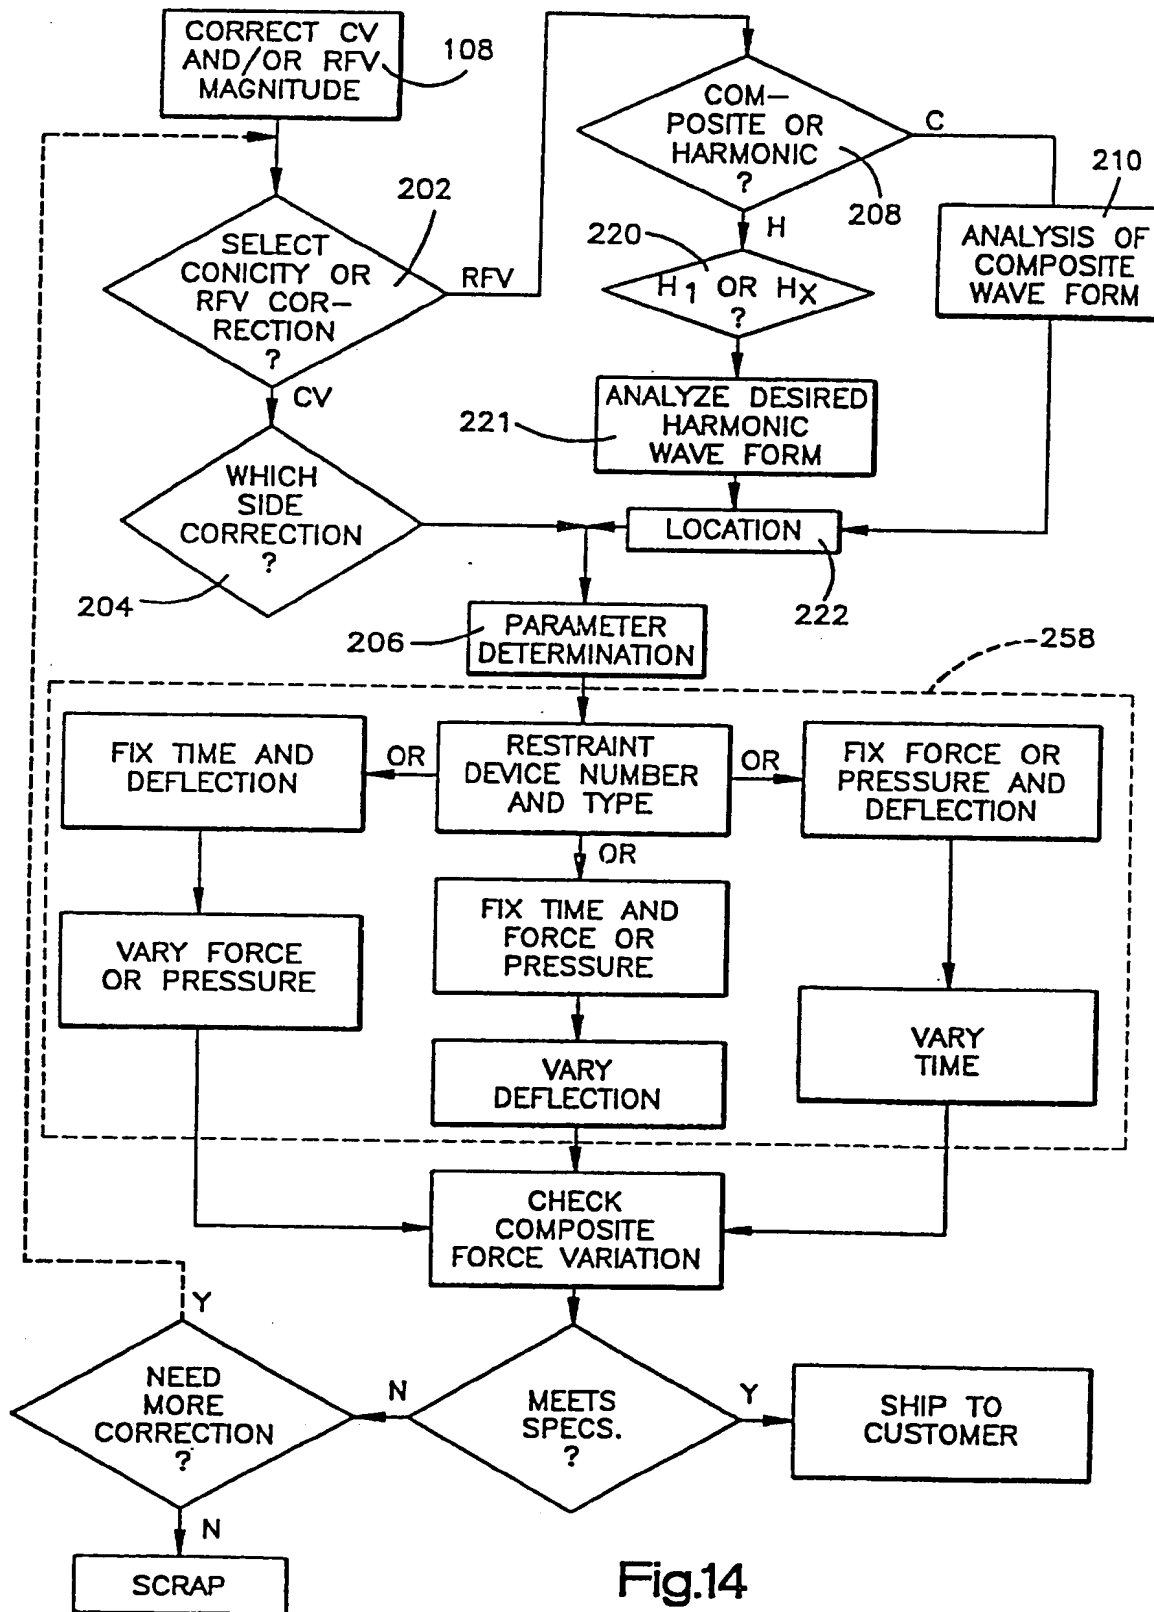 CORRECT CV
AND/OR RFV
MAGNITUDE
108
COM-
POSITE OR
HARMONIC
?
C
208
210
ANALYSIS OF
COMPOSITE
WAVE FORM
202
SELECT
CONICITY OR
RFV COR-
RECTION
?
RFV
H
220
H1 OR HX
?
CV
221
ANALYZE DESIRED
HARMONIC
WAVE FORM
WHICH
SIDE
CORRECTION
?
204
LOCATION
222
206
PARAMETER
DETERMINATION
258
FIX TIME AND
DEFLECTION
OR
RESTRAINT
DEVICE NUMBER
AND TYPE
OR
FIX FORCE OR
PRESSURE AND
DEFLECTION
OR
VARY FORCE
OR PRESSURE
FIX TIME AND
FORCE OR
PRESSURE
VARY
TIME
VARY
DEFLECTION
CHECK
COMPOSITE
FORCE VARIATION
Y
NEED
MORE
CORRECTION
?
N
MEETS
SPECS.
?
Y
SHIP TO
CUSTOMER
N
SCRAP
Fig.14